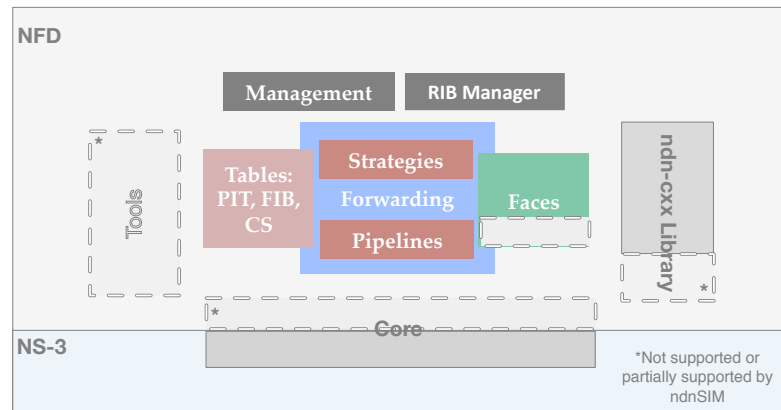 NFD
Management
RIB Manager
*
Tools
Tables:
PIT, FIB,
CS
Strategies
Forwarding
Pipelines
Faces
ndn-cxx Library
*
*
Core
NS-3
*Not supported or
partially supported by
ndnSIM